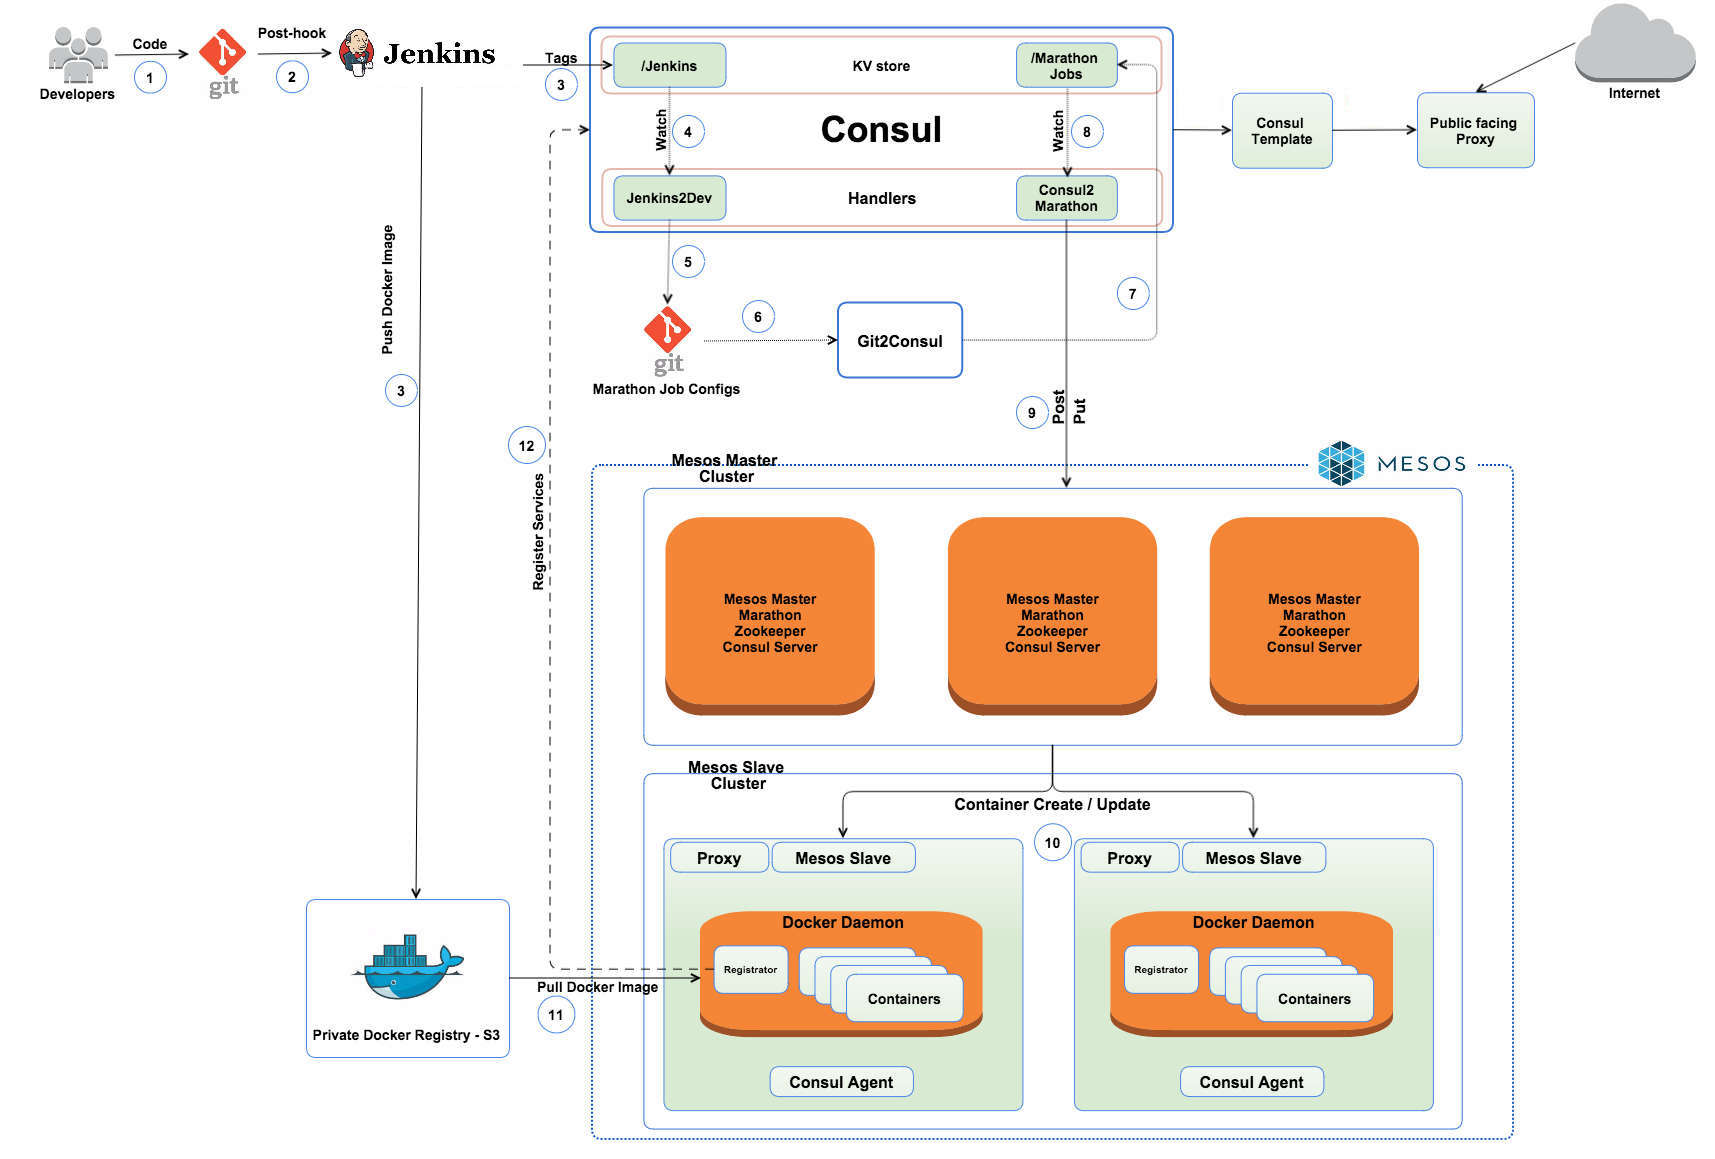 Developers
Code
1
git
Post-hook
2
Jenkins
Tags
3
/Jenkins
KV store
/Marathon
Jobs
Watch
4
Consul
Watch
8
Jenkins2Dev
Handlers
Consul2
Marathon
Consul
Template
Public facing
Proxy
Internet
Push Docker Image
3
5
git
Marathon Job Configs
6
Git2Consul
7
9
Post
Put
12
Register Services
Mesos Master
Cluster
MESOS
Mesos Master
Marathon
Zookeeper
Consul Server
Mesos Master
Marathon
Zookeeper
Consul Server
Mesos Master
Marathon
Zookeeper
Consul Server
Mesos Slave
Cluster
Container Create / Update
10
Proxy
Mesos Slave
Docker Daemon
Registrator
Containers
Consul Agent
Proxy
Mesos Slave
Docker Daemon
Registrator
Containers
Consul Agent
Pull Docker Image
11
Private Docker Registry - S3